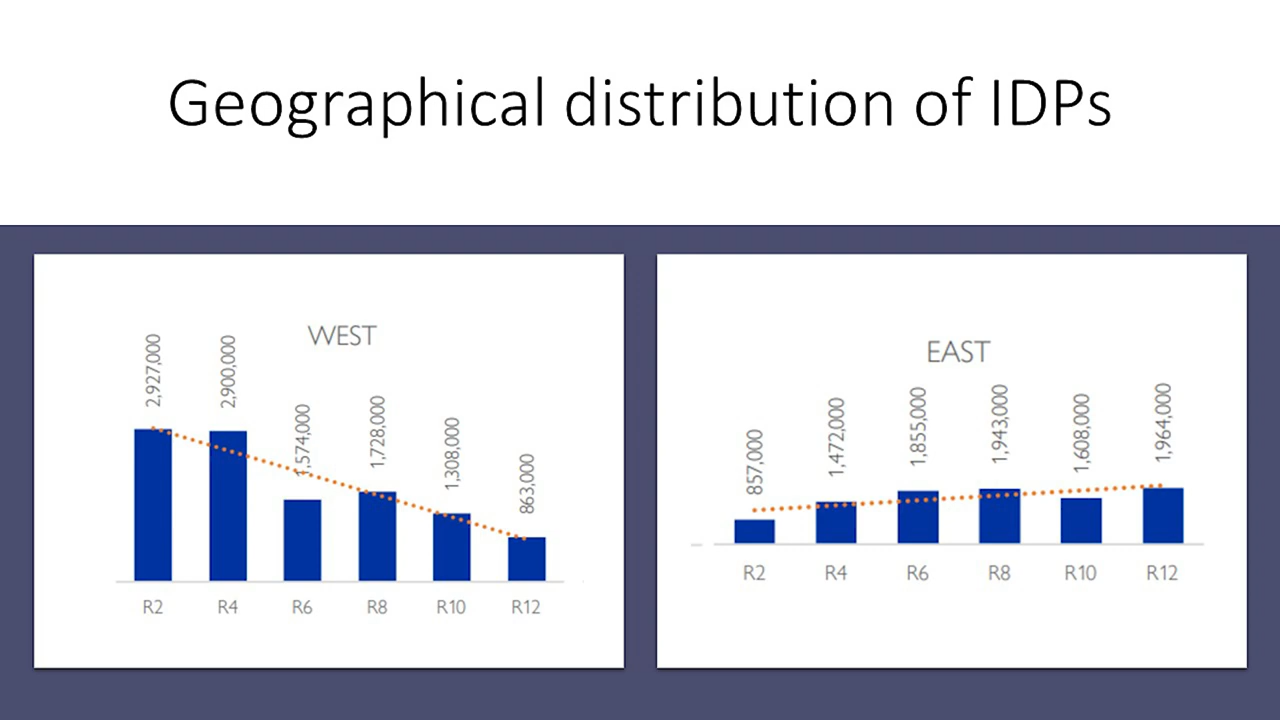 Geographical distribution of IDPs
WEST
2,927,000
2,900,000
1,574,000
1,728,000
1,308,000
863,000
R2 R4 R6 R8 R10 R12
EAST
857,000
1,472,000
1,855,000
1,943,000
1,608,000
1,964,000
R2 R4 R6 R8 R10 R12